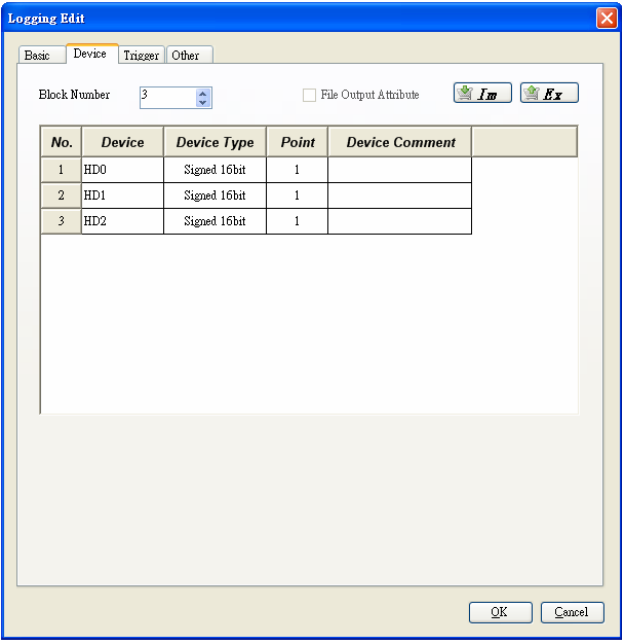 Logging Edit
Basic Device Trigger Other
Block Number 3 File Output Attribute Im Ex
No. Device Device Type Point Device Comment
1 HD0 Signed 16bit 1
2 HD1 Signed 16bit 1
3 HD2 Signed 16bit 1
OK Cancel